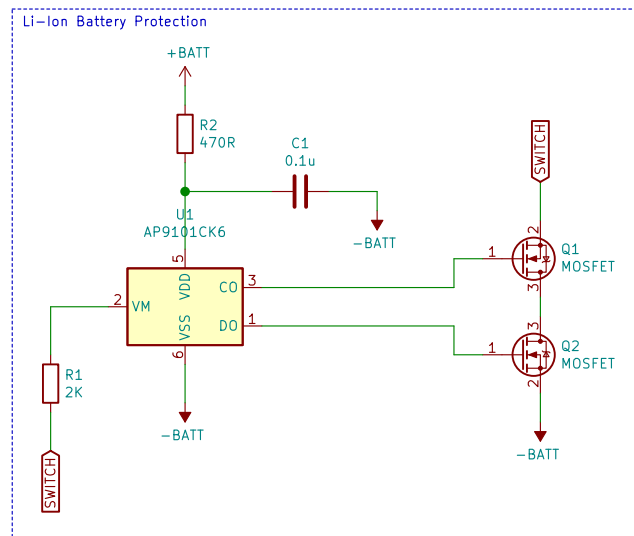 Li-Ion Battery Protection
+BATT
R2
470R
C1
0.1u
-BATT
U1
AP9101CK6
5
VDD
2
VM
CO
3
DO
1
VSS
6
-BATT
R1
2K
SWITCH
SWITCH
2
1
Q1
MOSFET
3
3
1
Q2
MOSFET
2
-BATT